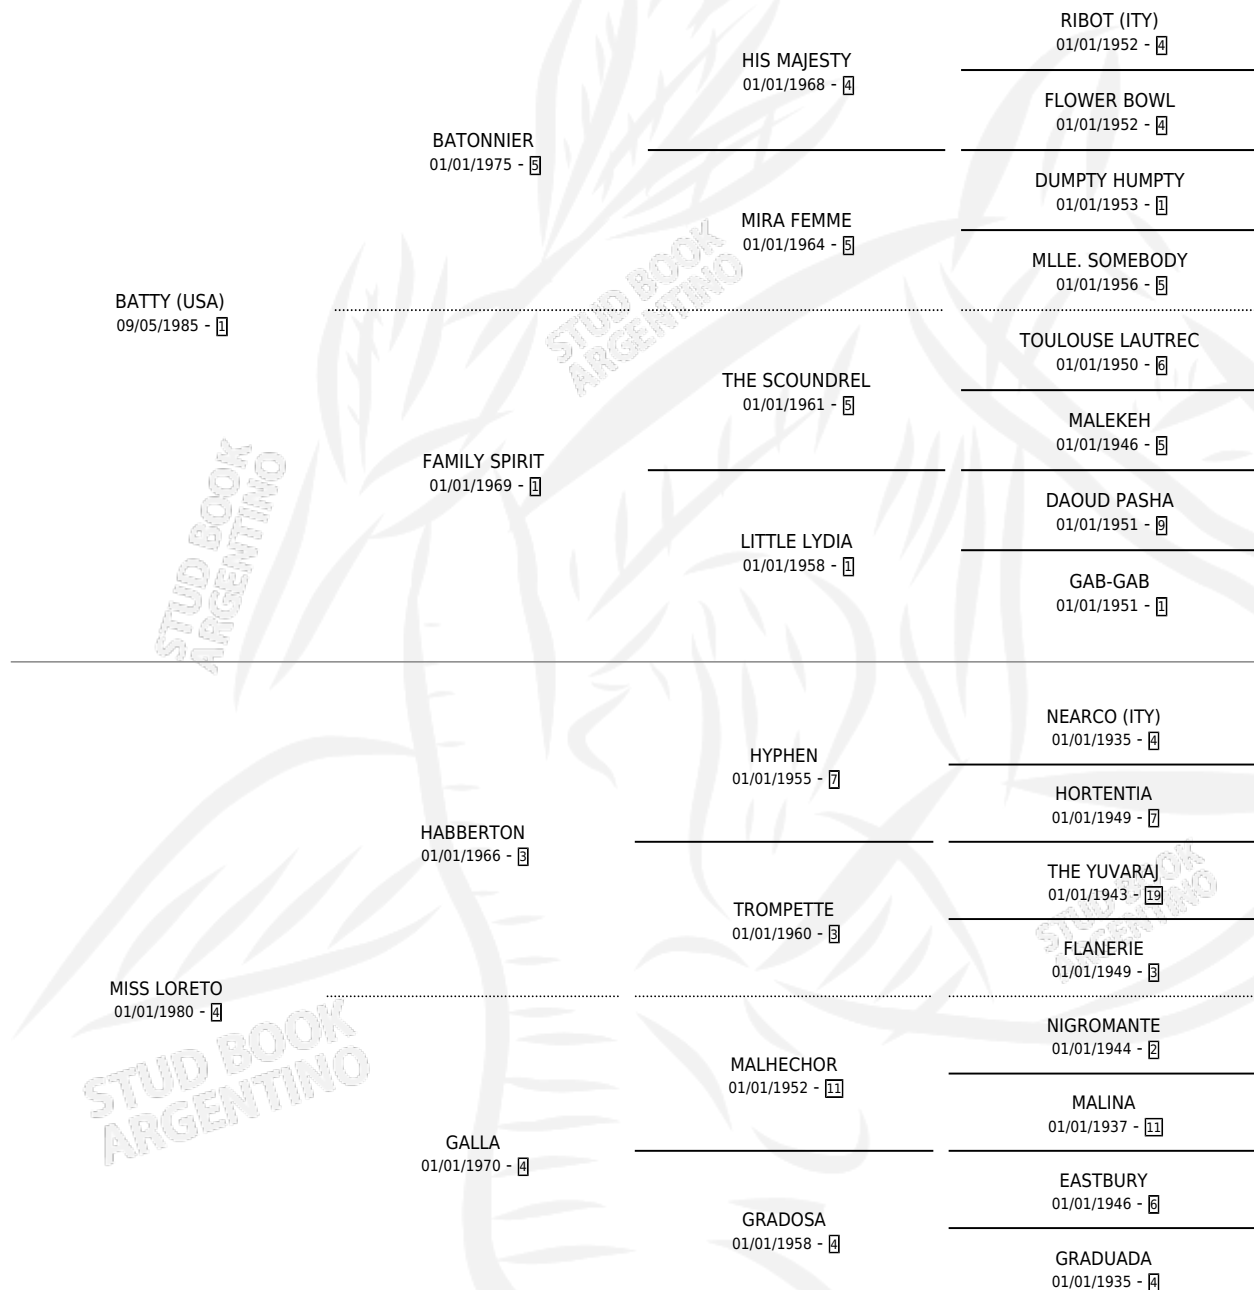 RIBOT (ITY)
01/01/1952 - 4
HIS MAJESTY
01/01/1968 - 4
FLOWER BOWL
01/01/1952 - 4
BATONNIER
01/01/1975 - 5
DUMPTY HUMPTY
01/01/1953 - 1
MIRA FEMME
01/01/1964 - 5
MLLE. SOMEBODY
01/01/1956 - 5
BATTY (USA)
09/05/1985 - 1
STUD BOOK
ARGENTINO
TOULOUSE LAUTREC
01/01/1950 - 6
THE SCOUNDREL
01/01/1961 - 5
MALEKEH
01/01/1946 - 5
FAMILY SPIRIT
01/01/1969 - 1
DAOUD PASHA
01/01/1951 - 9
LITTLE LYDIA
01/01/1958 - 1
GAB-GAB
01/01/1951 - 1
STUD BOOK
ARGENTINO
NEARCO (ITY)
01/01/1935 - 4
HYPHEN
01/01/1955 - 7
HORTENTIA
01/01/1949 - 7
HABBERTON
01/01/1966 - 3
THE YUVARAJ
01/01/1943 - 19
TROMPETTE
01/01/1960 - 3
FLANERIE
01/01/1949 - 3
STUD BOOK
ARGENTINO
MISS LORETO
01/01/1980 - 4
NIGROMANTE
01/01/1944 - 2
MALHECHOR
01/01/1952 - 11
MALINA
01/01/1937 - 11
STUD BOOK
ARGENTINO
GALLA
01/01/1970 - 4
EASTBURY
01/01/1946 - 6
GRADOSA
01/01/1958 - 4
GRADUADA
01/01/1935 - 4